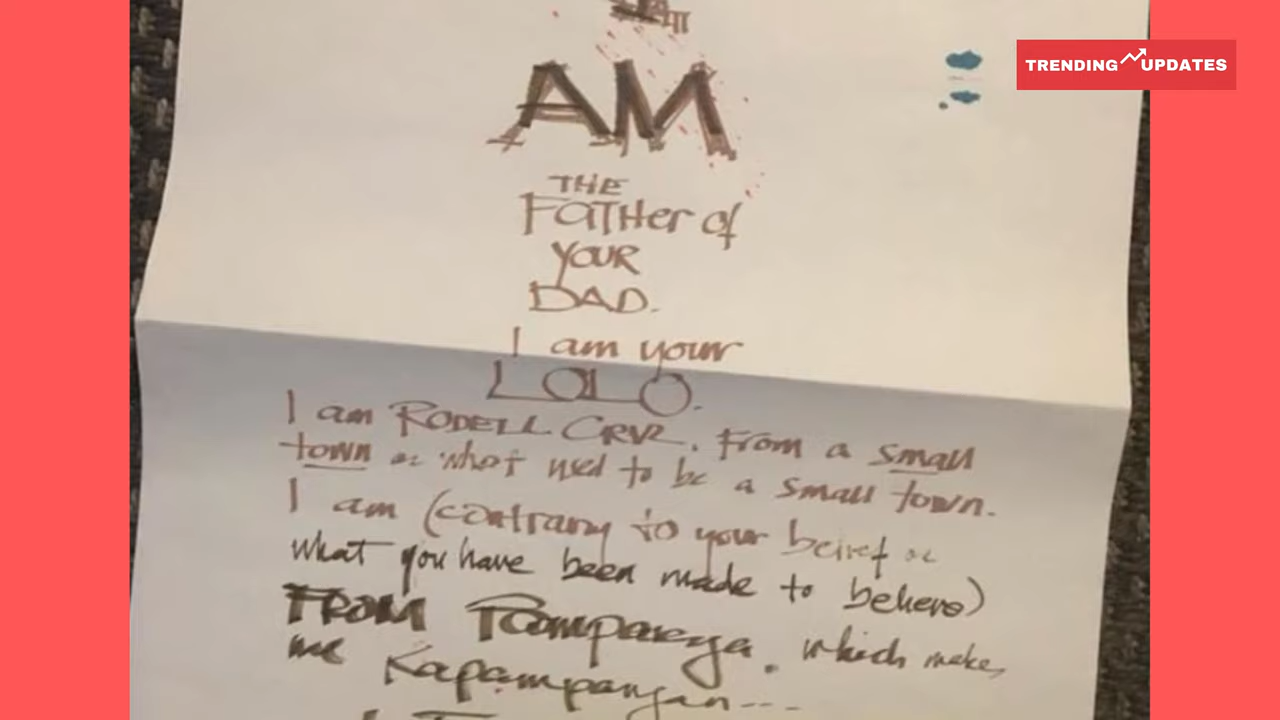 TRENDING UPDATES
AM
THE
FATHer of
YOUR
DAD.
I am your
LOLO.
I am RODELL CRUZ. From a small
town or what used to be a small town.
I am (contrary to your beief or
what you have been made to believe)
FROM Pampanga. which makes
me Kapampangan...